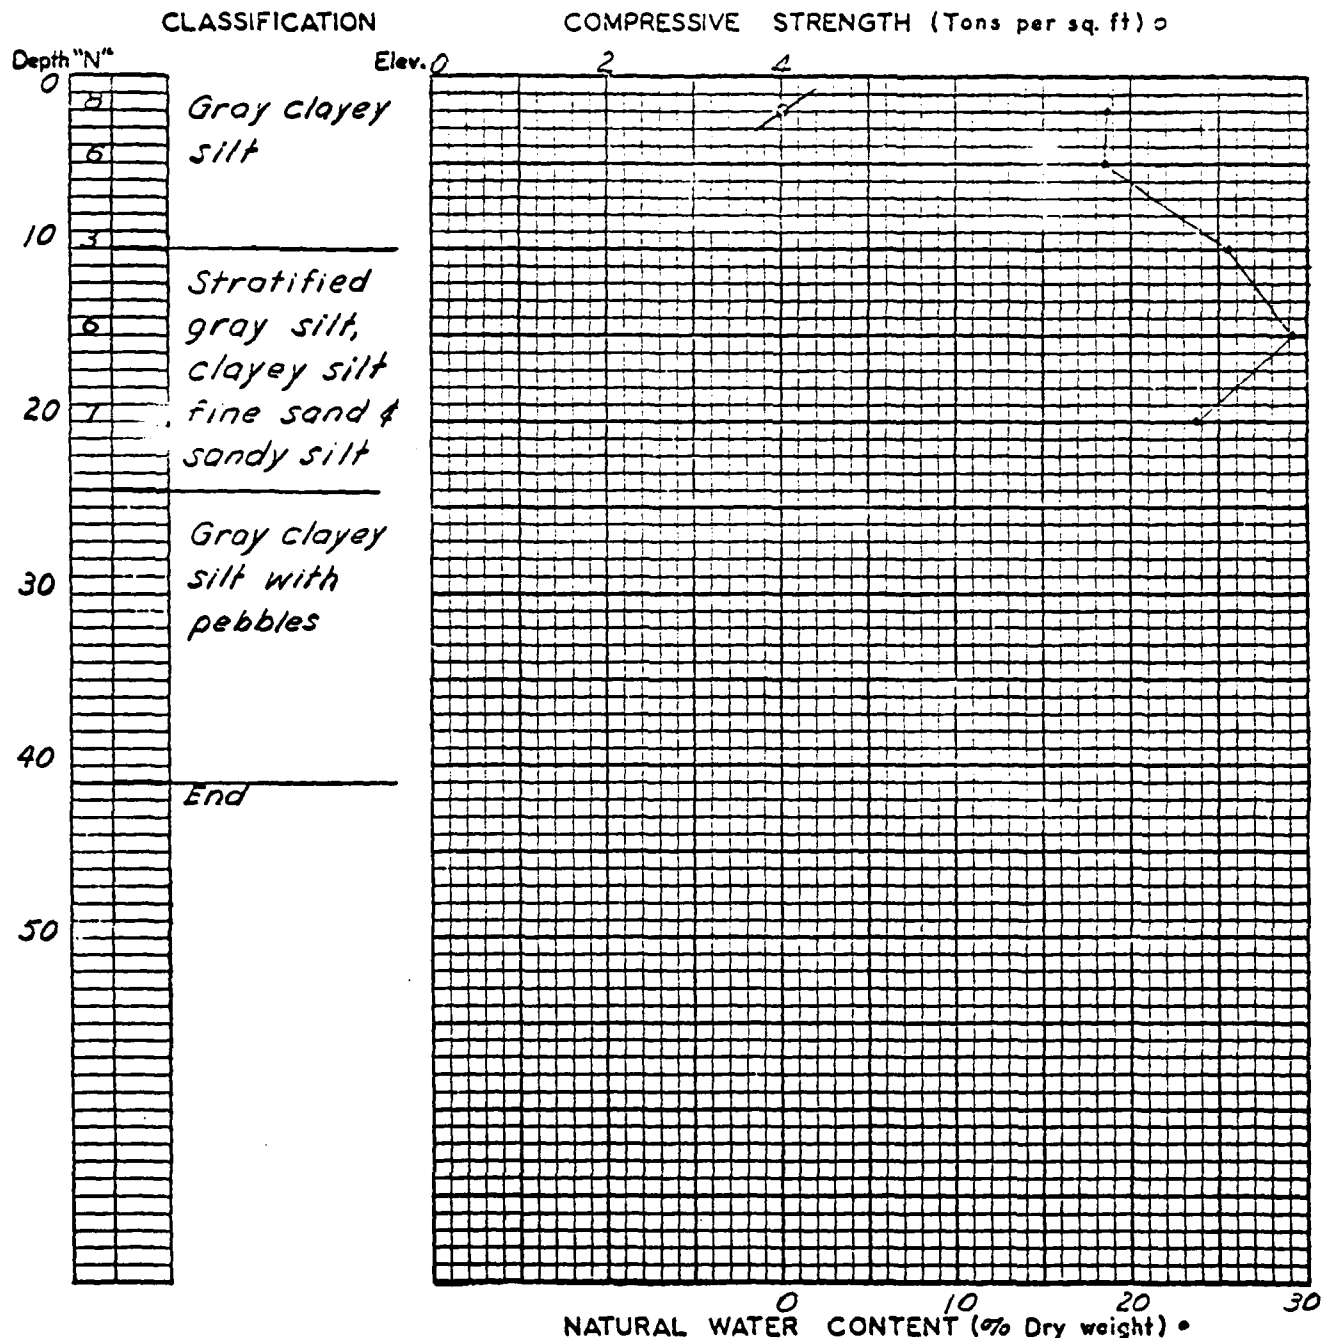 CLASSIFICATION
COMPRESSIVE STRENGTH (Tons per sq. ft) o
Depth "N" Elev. 0 2 4
0
8 Gray clayey
6 silt
10 3
Stratified
6 gray silt,
clayey silt
20 fine sand &
sandy silt
Gray clayey
30 silt with
pebbles
40
End
50
0 10 20 30
NATURAL WATER CONTENT (% Dry weight) •